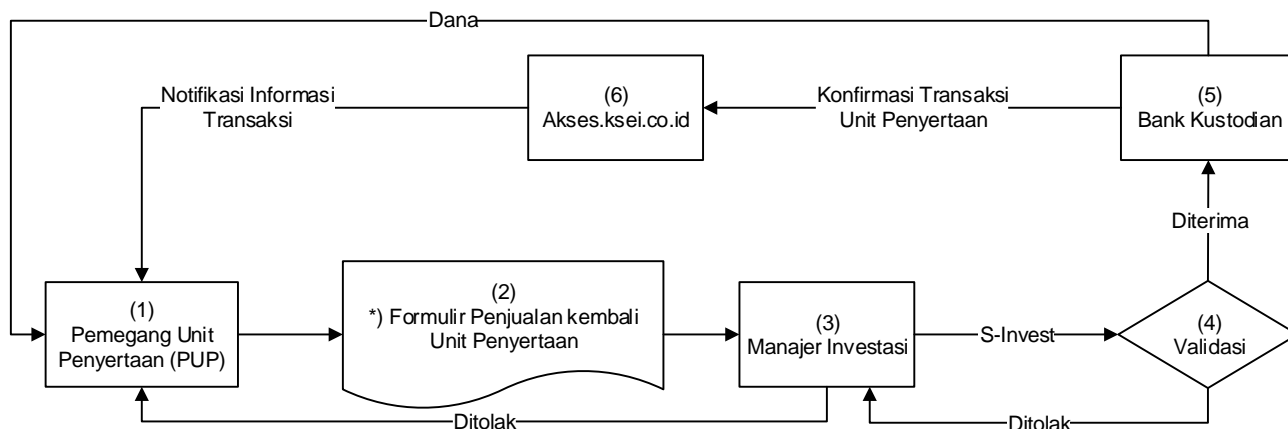 Dana
(6)
Akses.ksei.co.id
Notifikasi Informasi
Transaksi
Konfirmasi Transaksi
Unit Penyertaan
(5)
Bank Kustodian
Diterima
(1)
Pemegang Unit
Penyertaan (PUP)
(2)
*) Formulir Penjualan kembali
Unit Penyertaan
(3)
Manajer Investasi
S-Invest
(4)
Validasi
Ditolak
Ditolak